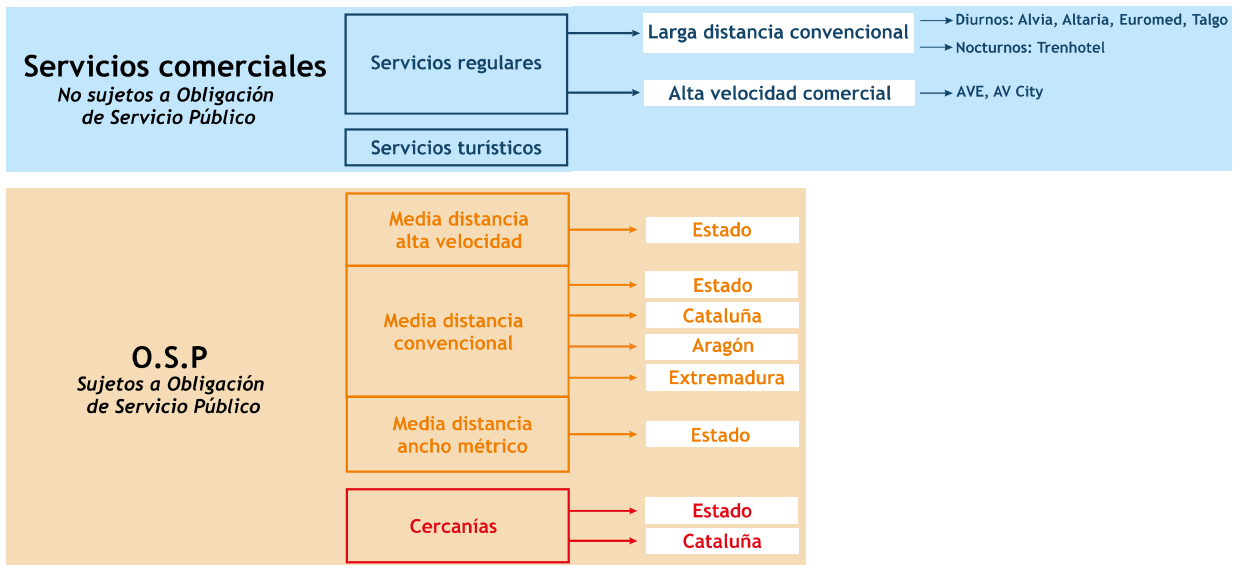 Servicios comerciales
No sujetos a Obligación
de Servicio Público
Servicios regulares
Larga distancia convencional
Diurnos: Alvia, Altaria, Euromed, Talgo
Nocturnos: Trenhotel
Alta velocidad comercial
AVE, AV City
Servicios turísticos
O.S.P
Sujetos a Obligación
de Servicio Público
Media distancia
alta velocidad
Estado
Media distancia
convencional
Estado
Cataluña
Aragón
Extremadura
Media distancia
ancho métrico
Estado
Cercanías
Estado
Cataluña